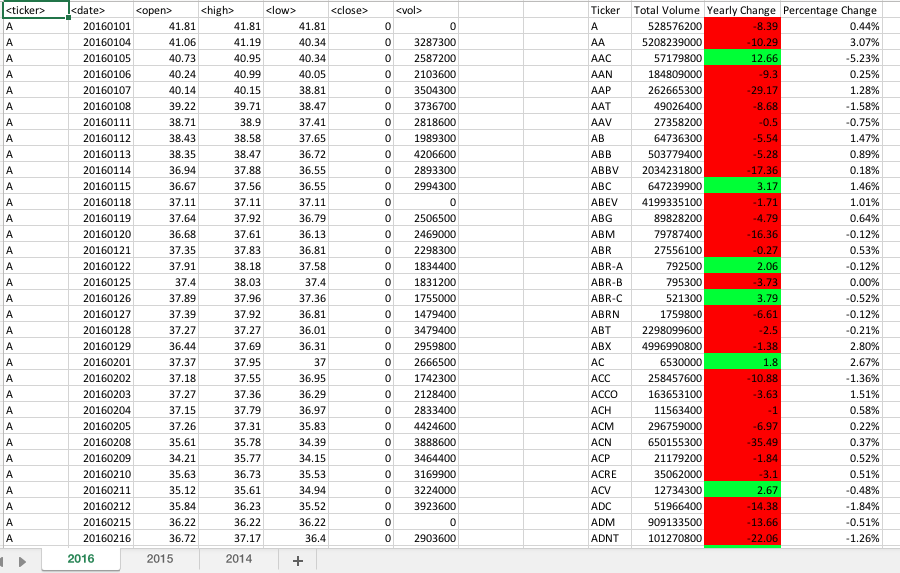 <ticker> <date> <open> <high> <low> <close> <vol> Ticker Total Volume Yearly Change Percentage Change
A 20160101 41.81 41.81 41.81 0 0 A 528576200 -8.39 0.44%
A 20160104 41.06 41.19 40.34 0 3287300 AA 5208239000 -10.29 3.07%
A 20160105 40.73 40.95 40.34 0 2587200 AAC 57179800 12.66 -5.23%
A 20160106 40.24 40.99 40.05 0 2103600 AAN 184809000 -9.3 0.25%
A 20160107 40.14 40.15 38.81 0 3504300 AAP 262665300 -29.17 1.28%
A 20160108 39.22 39.71 38.47 0 3736700 AAT 49026400 -8.68 -1.58%
A 20160111 38.71 38.9 37.41 0 2818600 AAV 27358200 -0.5 -0.75%
A 20160112 38.43 38.58 37.65 0 1989300 AB 64736300 -5.54 1.47%
A 20160113 38.35 38.47 36.72 0 4206600 ABB 503779400 -5.28 0.89%
A 20160114 36.94 37.88 36.55 0 2893300 ABBV 2034231800 -17.36 0.18%
A 20160115 36.67 37.56 36.55 0 2994300 ABC 647239900 3.17 1.46%
A 20160118 37.11 37.11 37.11 0 0 ABEV 4199335100 -1.71 1.01%
A 20160119 37.64 37.92 36.79 0 2506500 ABG 89828200 -4.79 0.64%
A 20160120 36.68 37.61 36.13 0 2469000 ABM 79787400 -16.36 -0.12%
A 20160121 37.35 37.83 36.81 0 2298300 ABR 27556100 -0.27 0.53%
A 20160122 37.91 38.18 37.58 0 1834400 ABR-A 792500 2.06 -0.12%
A 20160125 37.4 38.03 37.4 0 1831200 ABR-B 795300 -3.73 0.00%
A 20160126 37.89 37.96 37.36 0 1755000 ABR-C 521300 3.79 -0.52%
A 20160127 37.39 37.92 36.81 0 1479400 ABRN 1759800 -6.61 -0.12%
A 20160128 37.27 37.27 36.01 0 3479400 ABT 2298099600 -2.5 -0.21%
A 20160129 36.44 37.69 36.31 0 2959800 ABX 4996990800 -1.38 2.80%
A 20160201 37.37 37.95 37 0 2666500 AC 6530000 1.8 2.67%
A 20160202 37.18 37.55 36.95 0 1742300 ACC 258457600 -10.88 -1.36%
A 20160203 37.27 37.36 36.29 0 2128400 ACCO 163653100 -3.63 1.51%
A 20160204 37.15 37.79 36.97 0 2833400 ACH 11563400 -1 0.58%
A 20160205 37.26 37.31 35.83 0 4424600 ACM 296759000 -6.97 0.22%
A 20160208 35.61 35.78 34.39 0 3888600 ACN 650155300 -35.49 0.37%
A 20160209 34.21 35.77 34.15 0 3464400 ACP 21179200 -1.84 0.52%
A 20160210 35.63 36.73 35.53 0 3169900 ACRE 35062000 -3.1 0.51%
A 20160211 35.12 35.61 34.94 0 3224000 ACV 12734300 2.67 -0.48%
A 20160212 35.84 36.23 35.52 0 3923600 ADC 51966400 -14.38 -1.84%
A 20160215 36.22 36.22 36.22 0 0 ADM 909133500 -13.66 -0.51%
A 20160216 36.72 37.17 36.4 0 2903600 ADNT 101270800 -22.06 -1.26%
2016 2015 2014 +